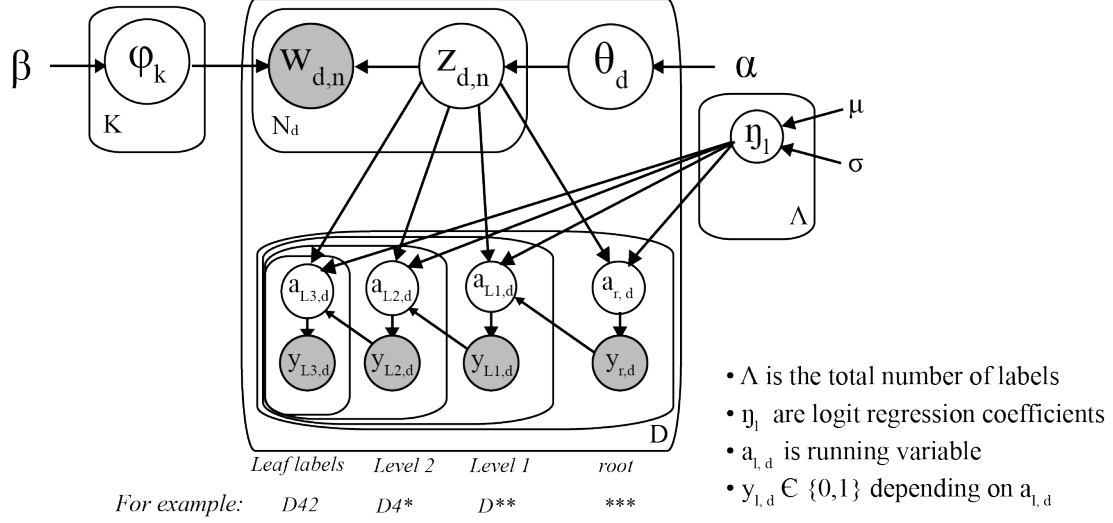 β φk wd,n zd,n θd α
K Nd
ŋl μ
σ
Λ
aL3,d aL2,d aL1,d ar, d
yL3,d yL2,d yL1,d yr,d
D
• Λ is the total number of labels
• ŋl are logit regression coefficients
• al, d is running variable
• yl, d Є {0,1} depending on al, d
Leaf labels Level 2 Level 1 root
For example: D42 D4* D** ***